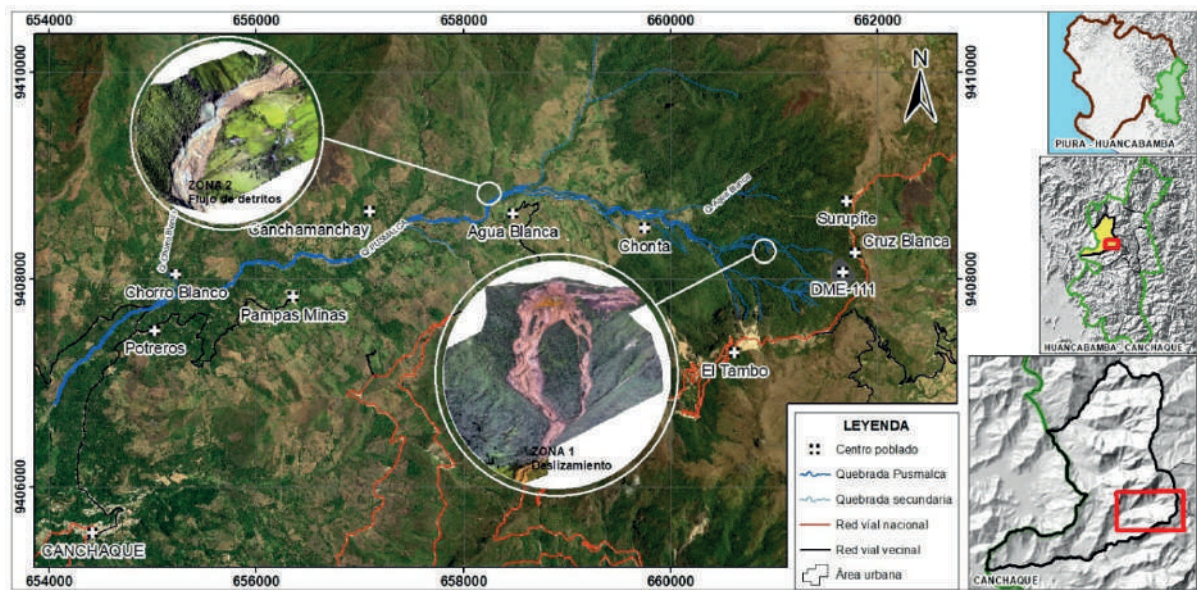 654000
656000
658000
660000
662000
9410000
9410000
N
ZONA 2
Flujo de detritos
Canchamanchay
Q. PUSMALCA
Agua Blanca
Chonta
Surupite
Cruz Blanca
DME-111
9408000
9408000
Chorro Blanco
Pampas Minas
Potreros
El Tambo
ZONA 1
Deslizamiento
9406000
CANCHAQUE
654000
656000
658000
660000
LEYENDA
Centro poblado
Quebrada Pusmalca
Quebrada secundaria
Red vial nacional
Red vial vecinal
Área urbana
PIURA - HUANCABAMBA
HUANCABAMBA - CANCHAQUE
CANCHAQUE